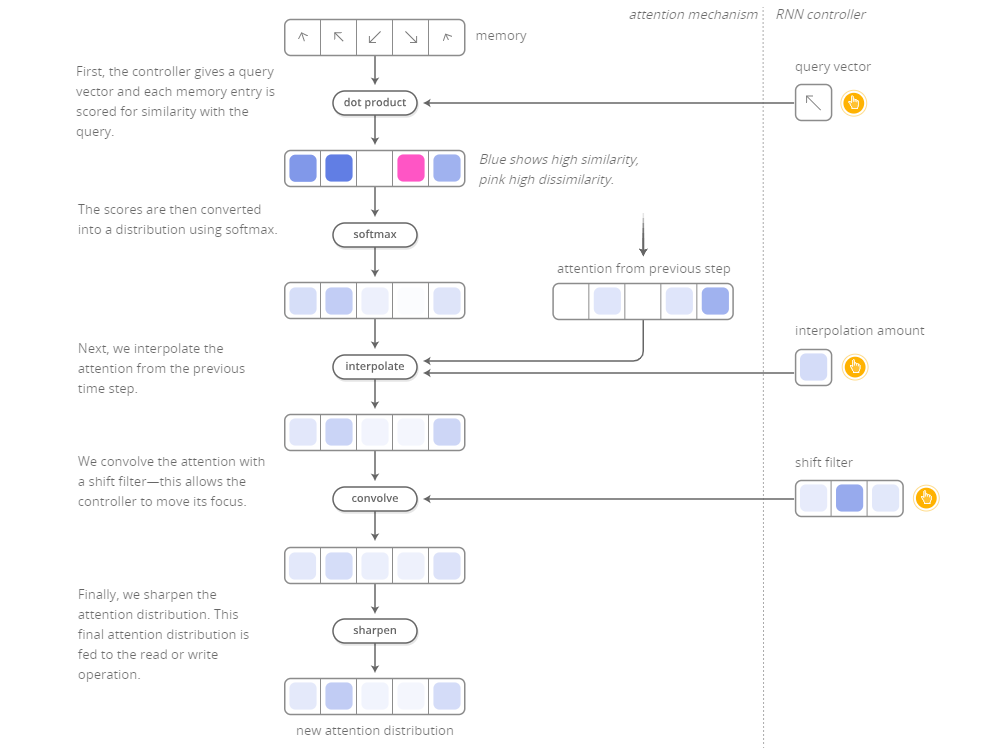 attention mechanism
RNN controller
memory
First, the controller gives a query
vector and each memory entry is
scored for similarity with the
query.
query vector
dot product
Blue shows high similarity,
pink high dissimilarity.
The scores are then converted
into a distribution using softmax.
softmax
attention from previous step
interpolation amount
Next, we interpolate the
attention from the previous
time step.
interpolate
We convolve the attention with
a shift filter—this allows the
controller to move its focus.
shift filter
convolve
Finally, we sharpen the
attention distribution. This
final attention distribution is
fed to the read or write
operation.
sharpen
new attention distribution